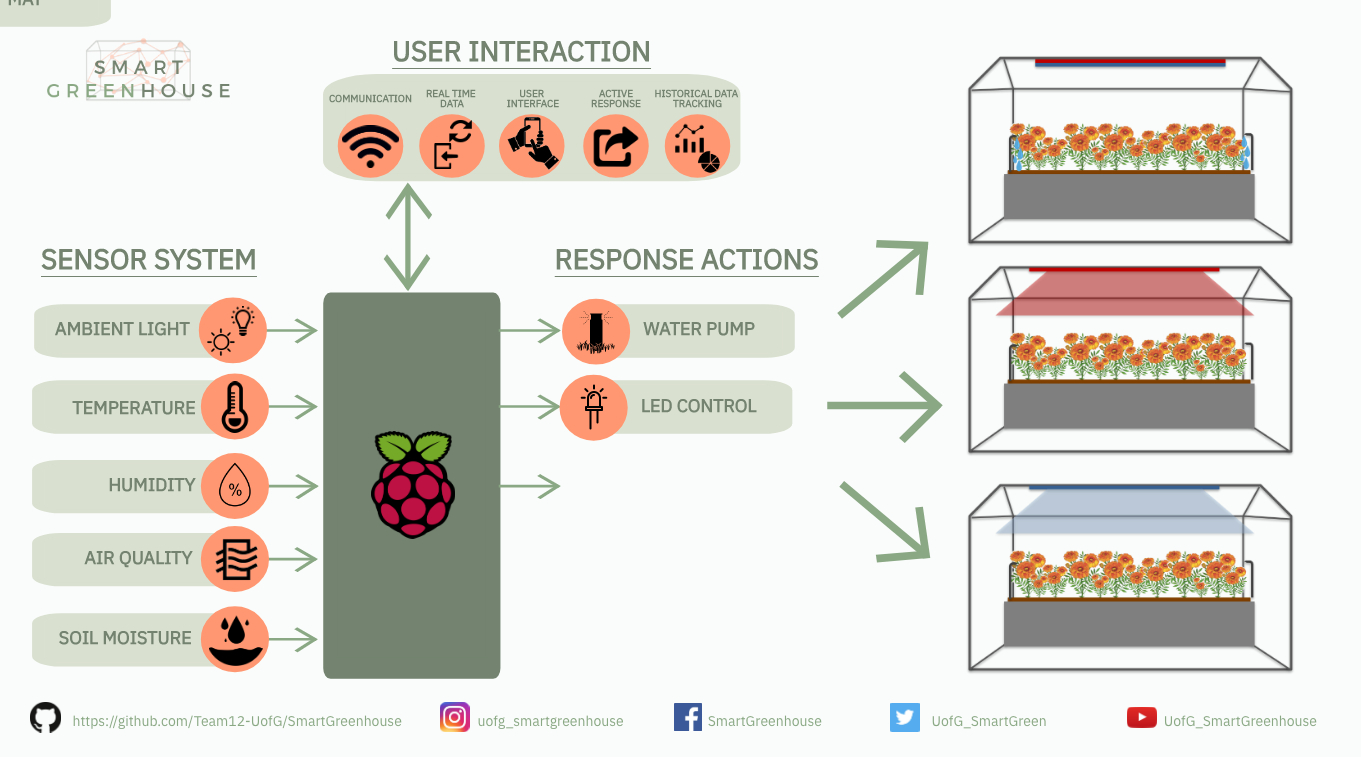 MAY
SMART
GREENHOUSE
USER INTERACTION
COMMUNICATION
REAL TIME
DATA
USER
INTERFACE
ACTIVE
RESPONSE
HISTORICAL DATA
TRACKING
SENSOR SYSTEM
AMBIENT LIGHT
TEMPERATURE
HUMIDITY
%
AIR QUALITY
SOIL MOISTURE
RESPONSE ACTIONS
WATER PUMP
LED CONTROL
https://github.com/Team12-UofG/SmartGreenhouse
uofg_smartgreenhouse
SmartGreenhouse
UofG_SmartGreen
UofG_SmartGreenhouse